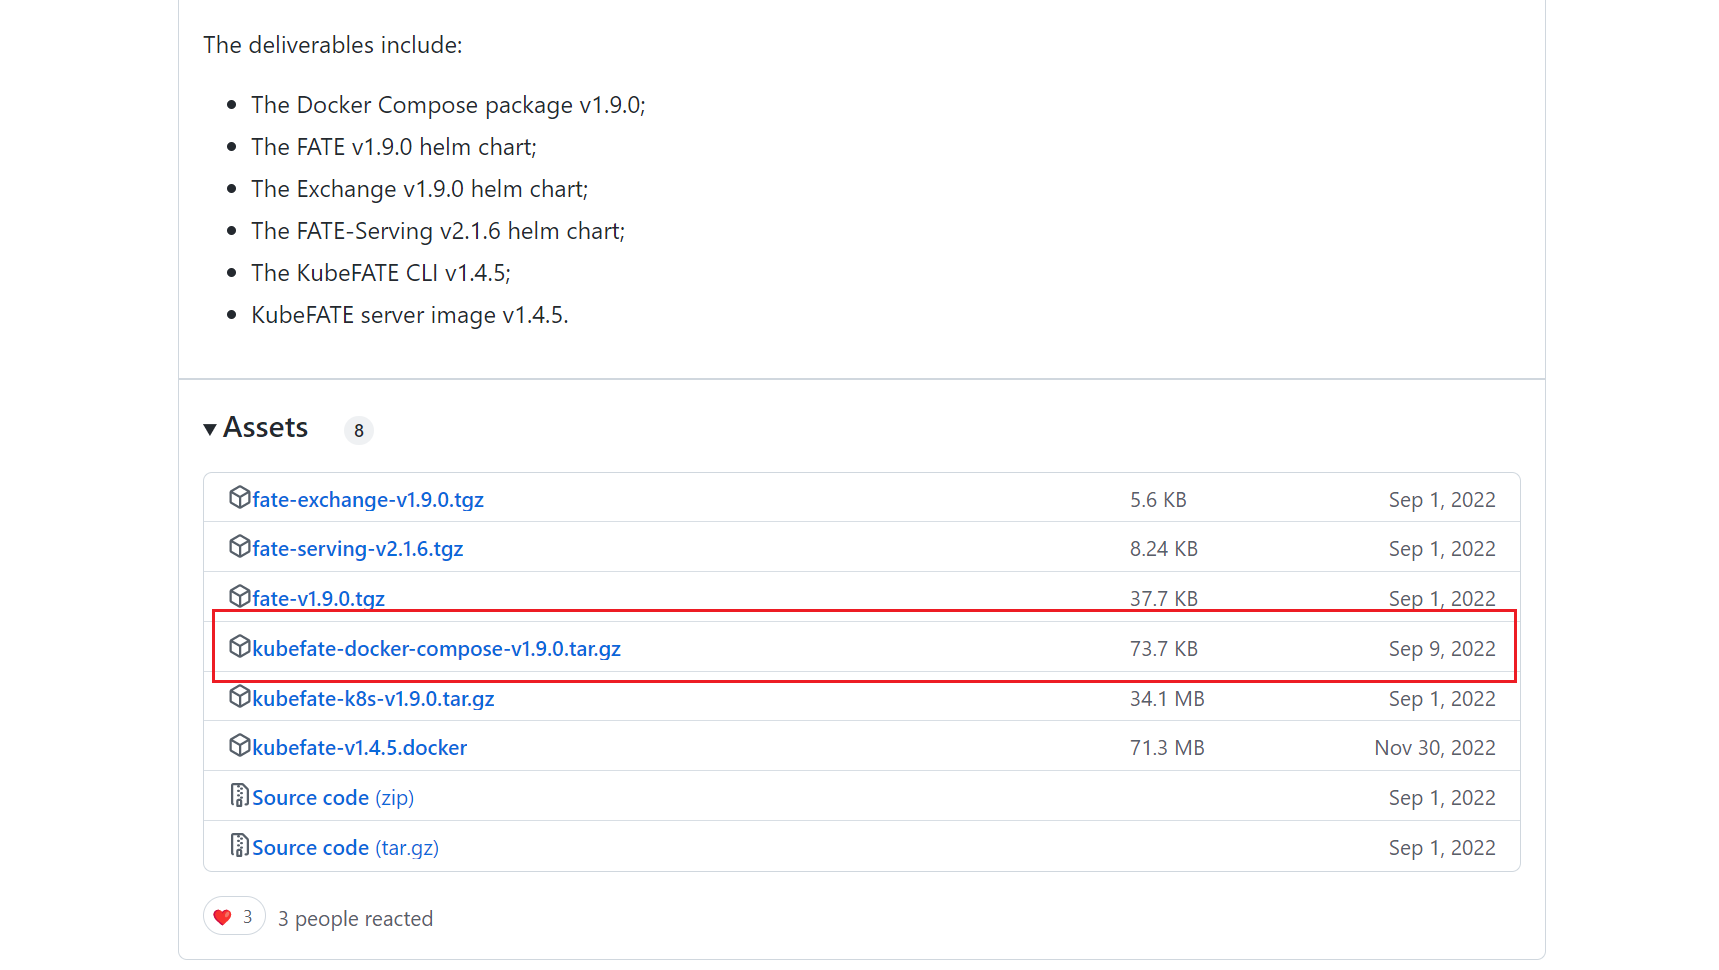 The deliverables include:
The Docker Compose package v1.9.0;
The FATE v1.9.0 helm chart;
The Exchange v1.9.0 helm chart;
The FATE-Serving v2.1.6 helm chart;
The KubeFATE CLI v1.4.5;
KubeFATE server image v1.4.5.
Assets 8
fate-exchange-v1.9.0.tgz 5.6 KB Sep 1, 2022
fate-serving-v2.1.6.tgz 8.24 KB Sep 1, 2022
fate-v1.9.0.tgz 37.7 KB Sep 1, 2022
kubefate-docker-compose-v1.9.0.tar.gz 73.7 KB Sep 9, 2022
kubefate-k8s-v1.9.0.tar.gz 34.1 MB Sep 1, 2022
kubefate-v1.4.5.docker 71.3 MB Nov 30, 2022
Source code (zip) Sep 1, 2022
Source code (tar.gz) Sep 1, 2022
3 3 people reacted